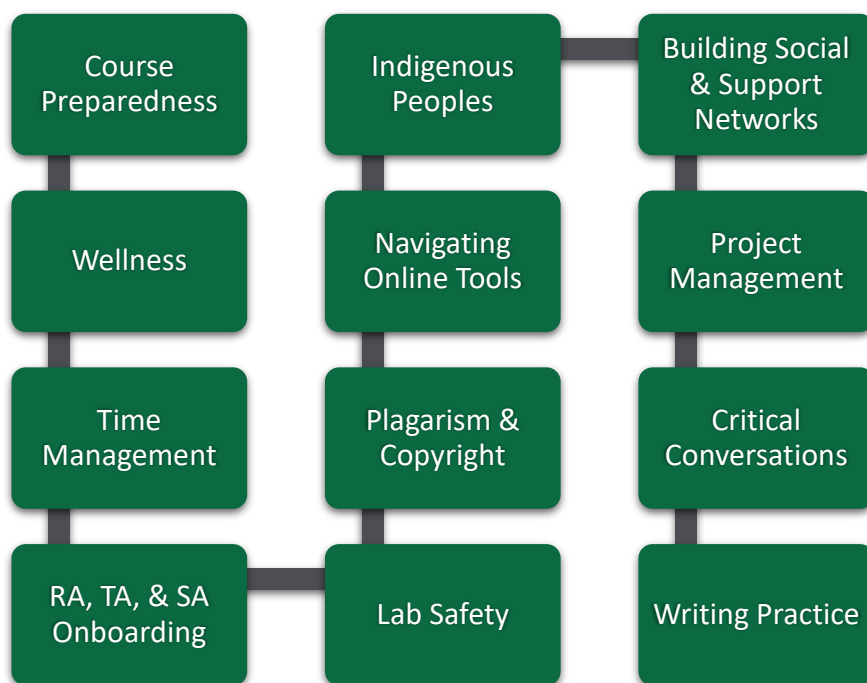 Course
Preparedness
Wellness
Time
Management
RA, TA, & SA
Onboarding
Lab Safety
Plagarism &
Copyright
Navigating
Online Tools
Indigenous
Peoples
Building Social
& Support
Networks
Project
Management
Critical
Conversations
Writing Practice